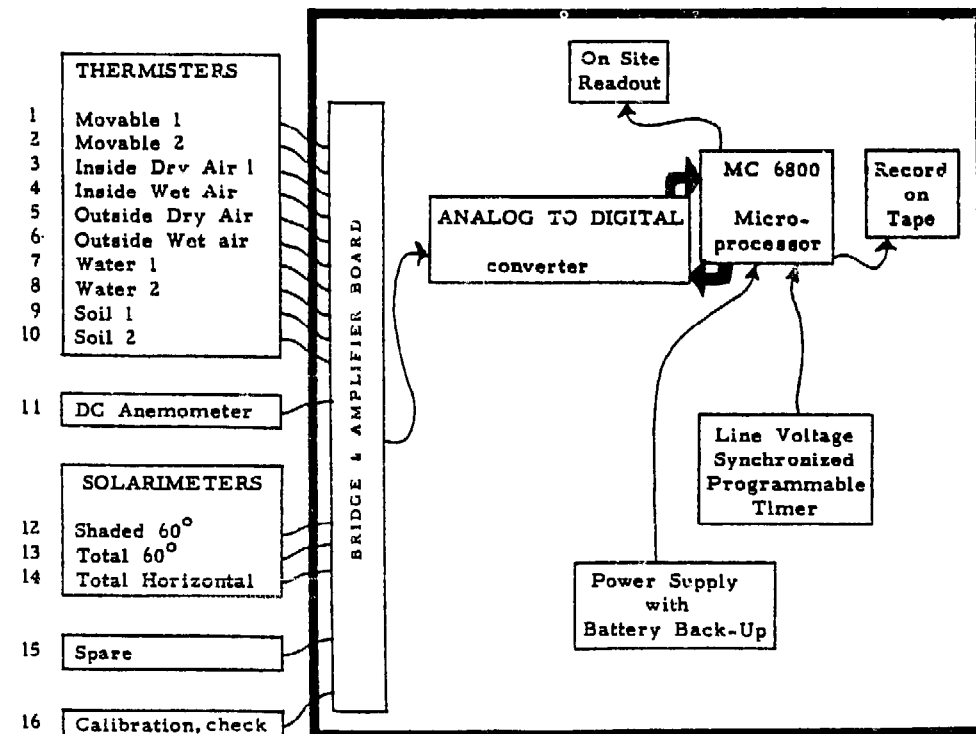 THERMISTERS
1 Movable 1
2 Movable 2
3 Inside Dry Air 1
4 Inside Wet Air
5 Outside Dry Air
6 Outside Wet air
7 Water 1
8 Water 2
9 Soil 1
10 Soil 2
11 DC Anemometer
SOLARIMETERS
12 Shaded 60°
13 Total 60°
14 Total Horizontal
15 Spare
16 Calibration, check
BRIDGE & AMPLIFIER BOARD
ANALOG TO DIGITAL
converter
On Site
Readout
MC 6800
Micro-
processor
Record
on
Tape
Line Voltage
Synchronized
Programmable
Timer
Power Supply
with
Battery Back-Up